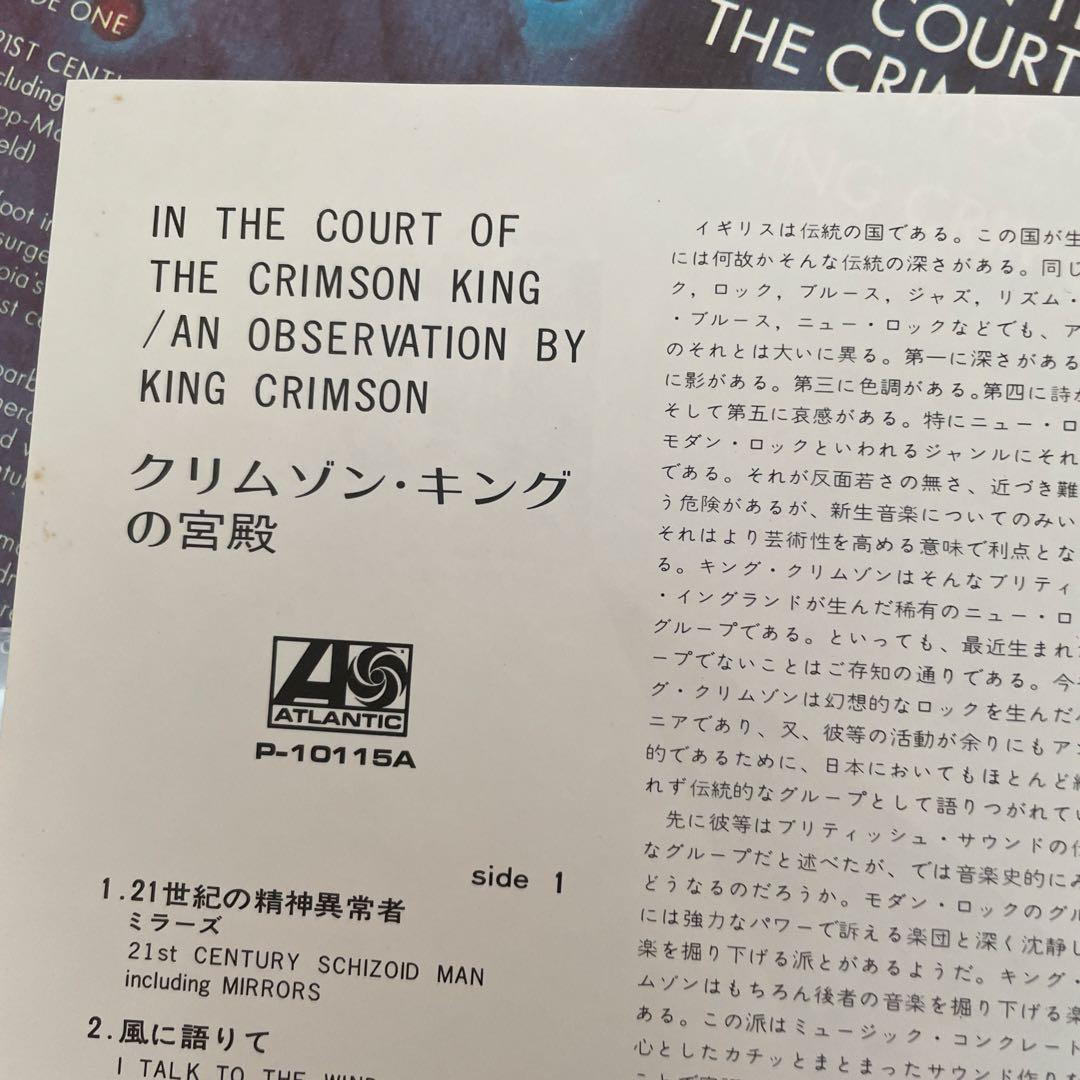 DE ONE
COURT
THE CRIM
IN THE COURT OF
THE CRIMSON KING
/AN OBSERVATION BY
KING CRIMSON
クリムゾン・キング
の宮殿
ATLANTIC
P-10115A
side 1
1.21世紀の精神異常者
ミラーズ
21st CENTURY SCHIZOID MAN
including MIRRORS
2.風に語りて
I TALK TO THE WIND
イギリスは伝統の国である。この国が生
には何故かそんな伝統の深さがある。同じ
ク，ロック，ブルース，ジャズ，リズム・
・ブルース，ニュー・ロックなどでも、ア
のそれとは大いに異る。第一に深さがある
に影がある。第三に色調がある。第四に詩が
そして第五に哀感がある。特にニュー・ロ
モダン・ロックといわれるジャンルにそれ
である。それが反面若さの無さ、近づき難
う危険があるが、新生音楽についてのみい
それはより芸術性を高める意味で利点とな
る。キング・クリムゾンはそんなブリティ
・イングランドが生んだ稀有のニュー・ロ
グループである。といっても、最近生まれ
ープでないことはご存知の通りである。今
グ・クリムゾンは幻想的なロックを生んだ
ニアであり、又、彼等の活動が余りにもア
的であるために、日本においてもほとんど
れず伝統的なグループとして語りつがれてい
先に彼等はブリティッシュ・サウンドの
なグループだと述べたが、では音楽史的にみ
どうなるのだろうか。モダン・ロックのグル
には強力なパワーで訴える楽団と深く沈静し
楽を掘り下げる派とがあるようだ。キング・
ムゾンはもちろん後者の音楽を掘り下げる楽
ある。この派はミュージック・コンクレート
心としたカチッとまとまったサウンド作りを